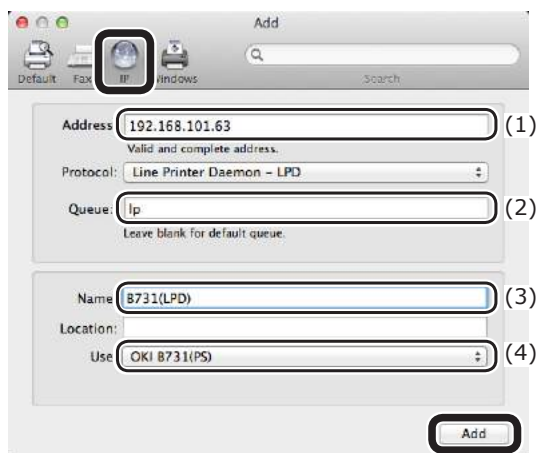 Add
Default Fax IP Windows Search
Address: 192.168.101.63 (1)
Valid and complete address.
Protocol: Line Printer Daemon – LPD
Queue: lp (2)
Leave blank for default queue.
Name: B731(LPD) (3)
Location:
Use: OKI B731(PS) (4)
Add